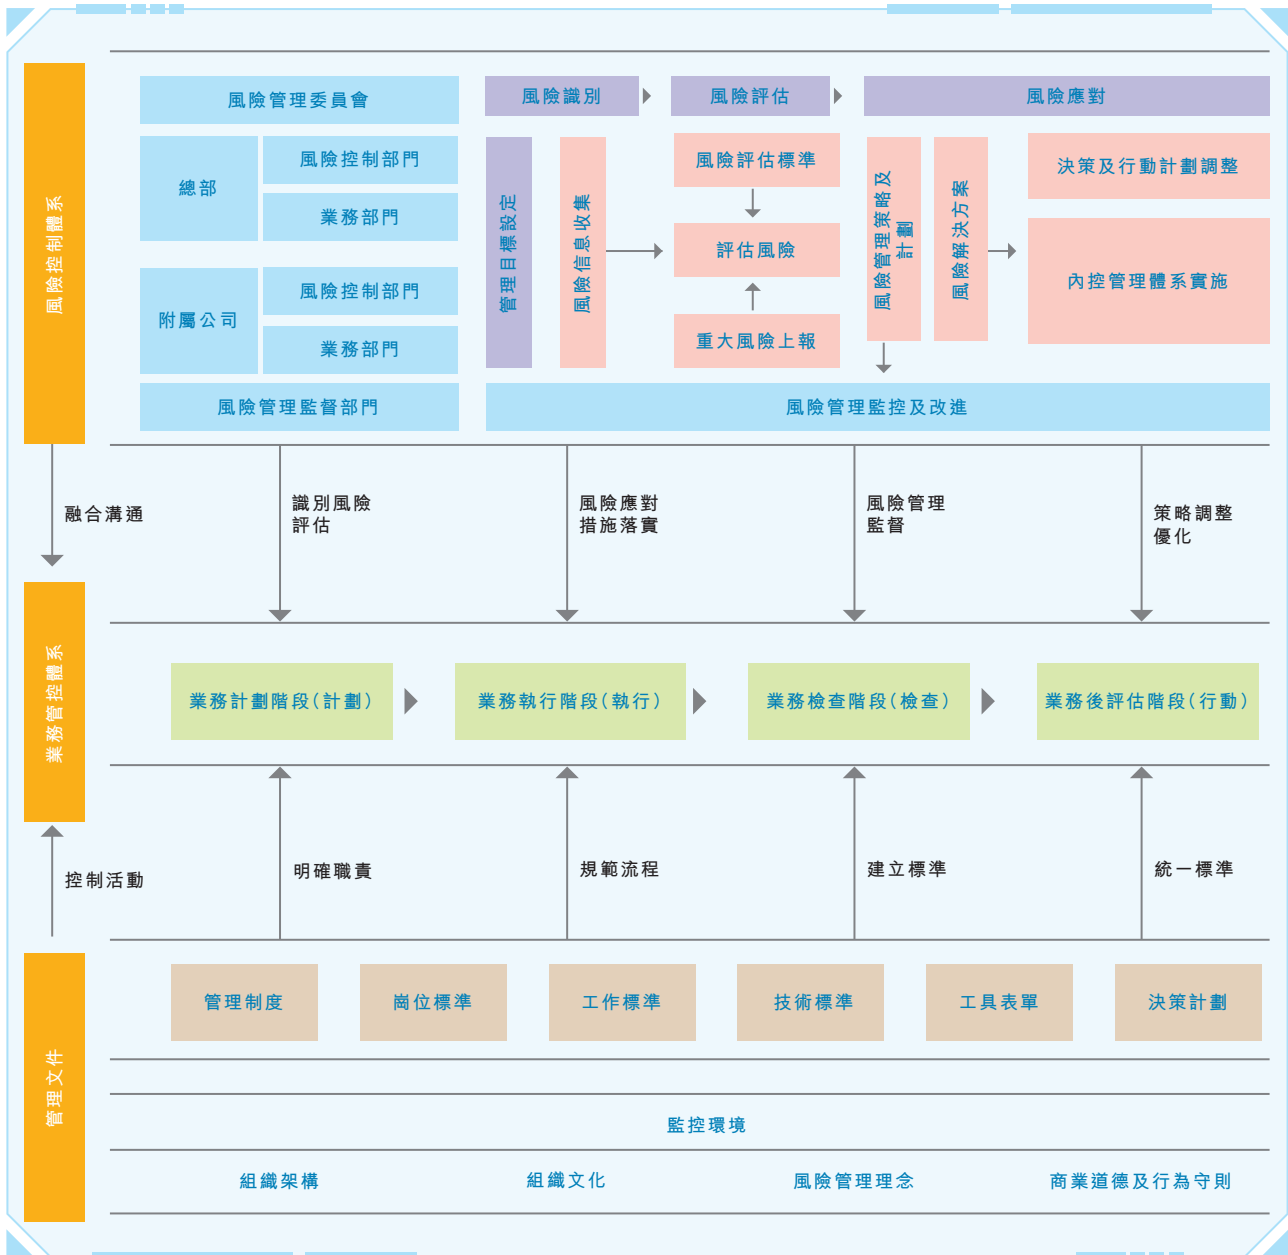 風險控制體系
風險管理委員會
總部
風險控制部門
業務部門
附屬公司
風險控制部門
業務部門
風險管理監督部門
風險識別
風險評估
風險應對
管理目標設定
風險信息收集
風險評估標準
評估風險
重大風險上報
風險管理策略及
計劃
風險解決方案
決策及行動計劃調整
內控管理體系實施
風險管理監控及改進
融合溝通
識別風險
評估
風險應對
措施落實
風險管理
監督
策略調整
優化
業務管控體系
業務計劃階段(計劃)
業務執行階段(執行)
業務檢查階段(檢查)
業務後評估階段(行動)
控制活動
明確職責
規範流程
建立標準
統一標準
管理文件
管理制度
崗位標準
工作標準
技術標準
工具表單
決策計劃
監控環境
組織架構
組織文化
風險管理理念
商業道德及行為守則